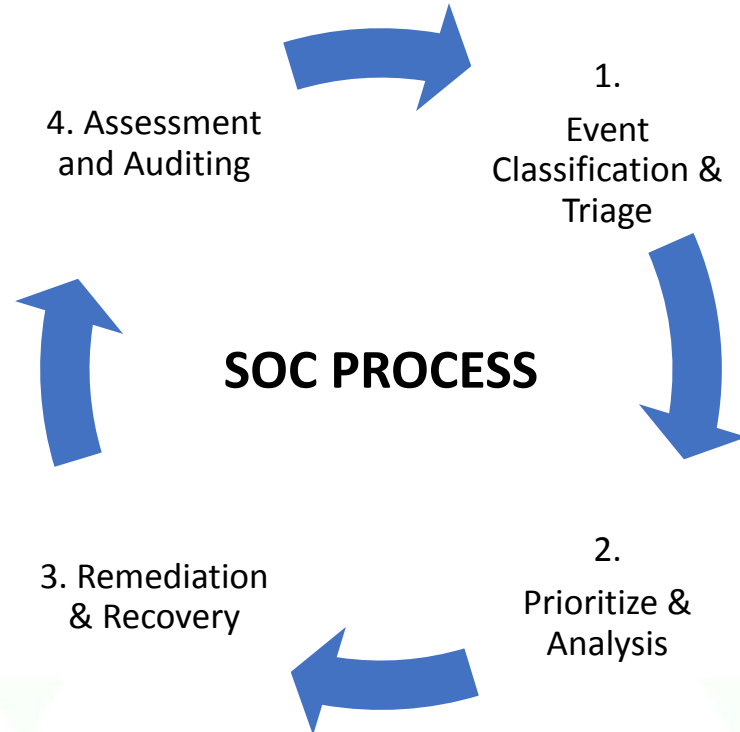 1.
Event
Classification &
Triage
2.
Prioritize &
Analysis
3. Remediation
& Recovery
4. Assessment
and Auditing
SOC PROCESS